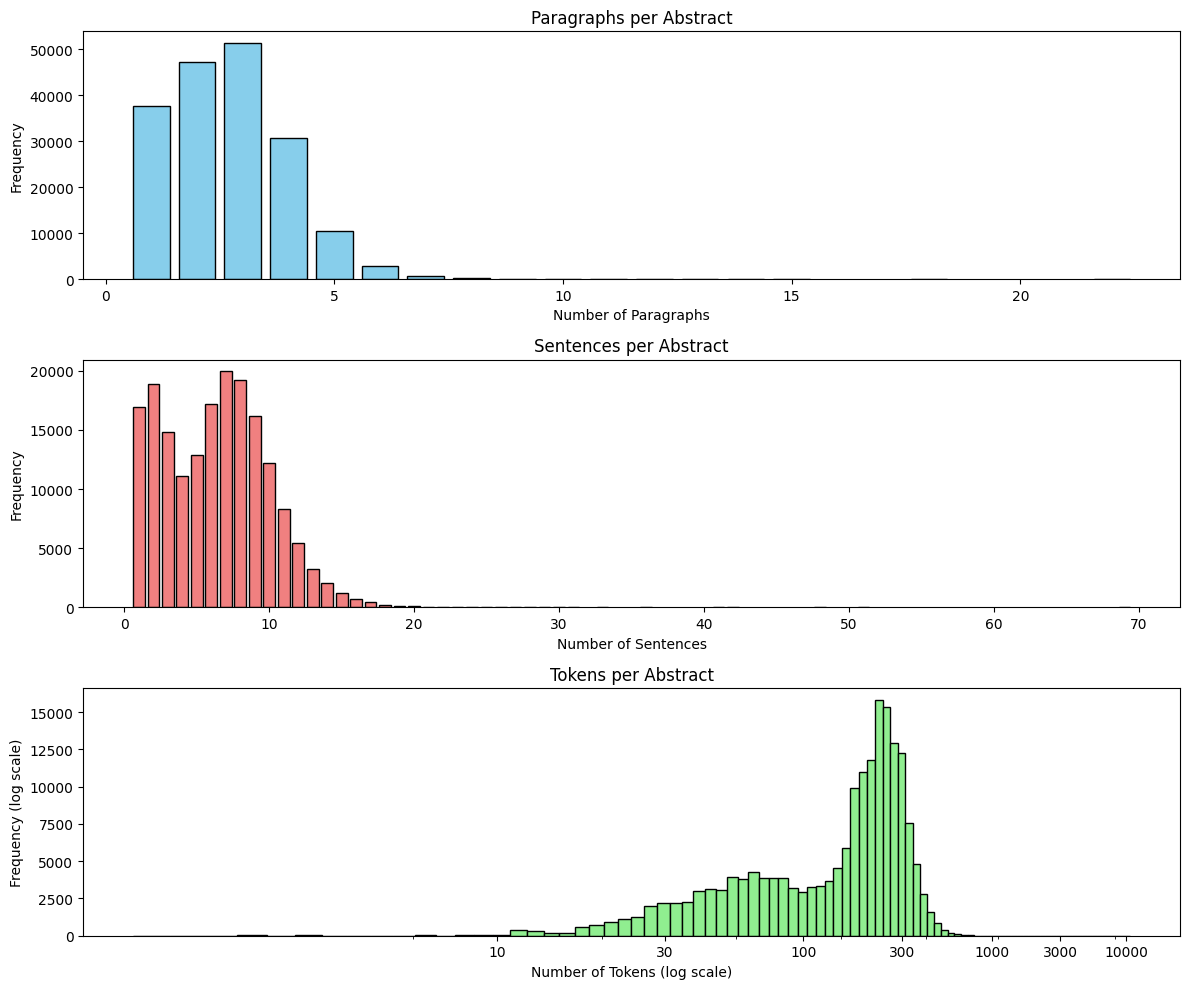 Paragraphs per Abstract
50000
40000
30000
20000
10000
0
Frequency
0 5 10 15 20
Number of Paragraphs
Sentences per Abstract
20000
15000
10000
5000
0
Frequency
0 10 20 30 40 50 60 70
Number of Sentences
Tokens per Abstract
15000
12500
10000
7500
5000
2500
0
Frequency (log scale)
10 30 100 300 1000 3000 10000
Number of Tokens (log scale)